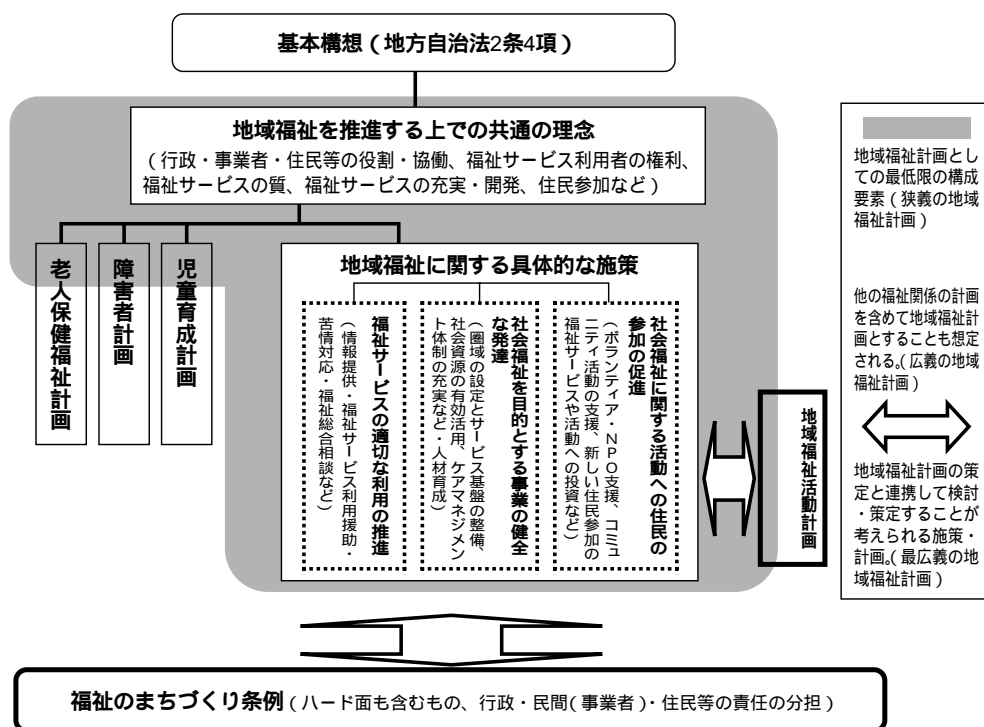 基本構想（地方自治法2条4項）
地域福祉を推進する上での共通の理念
（行政・事業者・住民等の役割・協働、福祉サービス利用者の権利、
福祉サービスの質、福祉サービスの充実・開発、住民参加など）
老人保健福祉計画
障害者計画
児童育成計画
地域福祉に関する具体的な施策
福祉サービスの適切な利用の推進
（情報提供・福祉サービス利用援助・
苦情対応・福祉総合相談など）
社会福祉を目的とする事業の健全
な発達
（圏域の設定とサービス基盤の整備、
社会資源の有効活用、ケアマネジメン
ト体制の充実など・人材育成）
社会福祉に関する活動への住民の
参加の促進
（ボランティア・NPO支援、コミュ
ニティ活動の支援、新しい住民参加の
福祉サービスや活動への投資など）
地域福祉活動計画
地域福祉計画とし
ての最低限の構成
要素（狭義の地域
福祉計画）
他の福祉関係の計画
を含めて地域福祉計
画とすることも想定
される。（広義の地域
福祉計画）
地域福祉計画の策
定と連携して検討
・策定することが
考えられる施策・
計画。（最広義の地
域福祉計画）
福祉のまちづくり条例（ハード面も含むもの、行政・民間（事業者）・住民等の責任の分担）